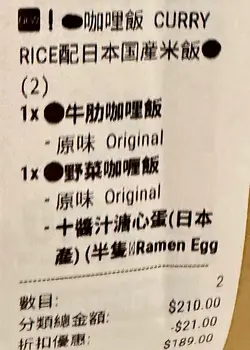 ！●咖哩飯 CURRY
RICE配日本国産米飯●
(2)
1x ●牛肋咖哩飯
- 原味 Original
1x ●野菜咖喱飯
- 原味 Original
- 十醬汁溏心蛋(日本
產) (半隻)Ramen Egg
2
數目:
$210.00
分類總金額:
-$21.00
折扣優惠:
$189.00